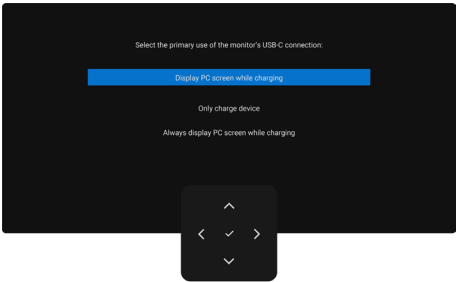 Select the primary use of the monitor's USB-C connection:
Display PC screen while charging
Only charge device
Always display PC screen while charging